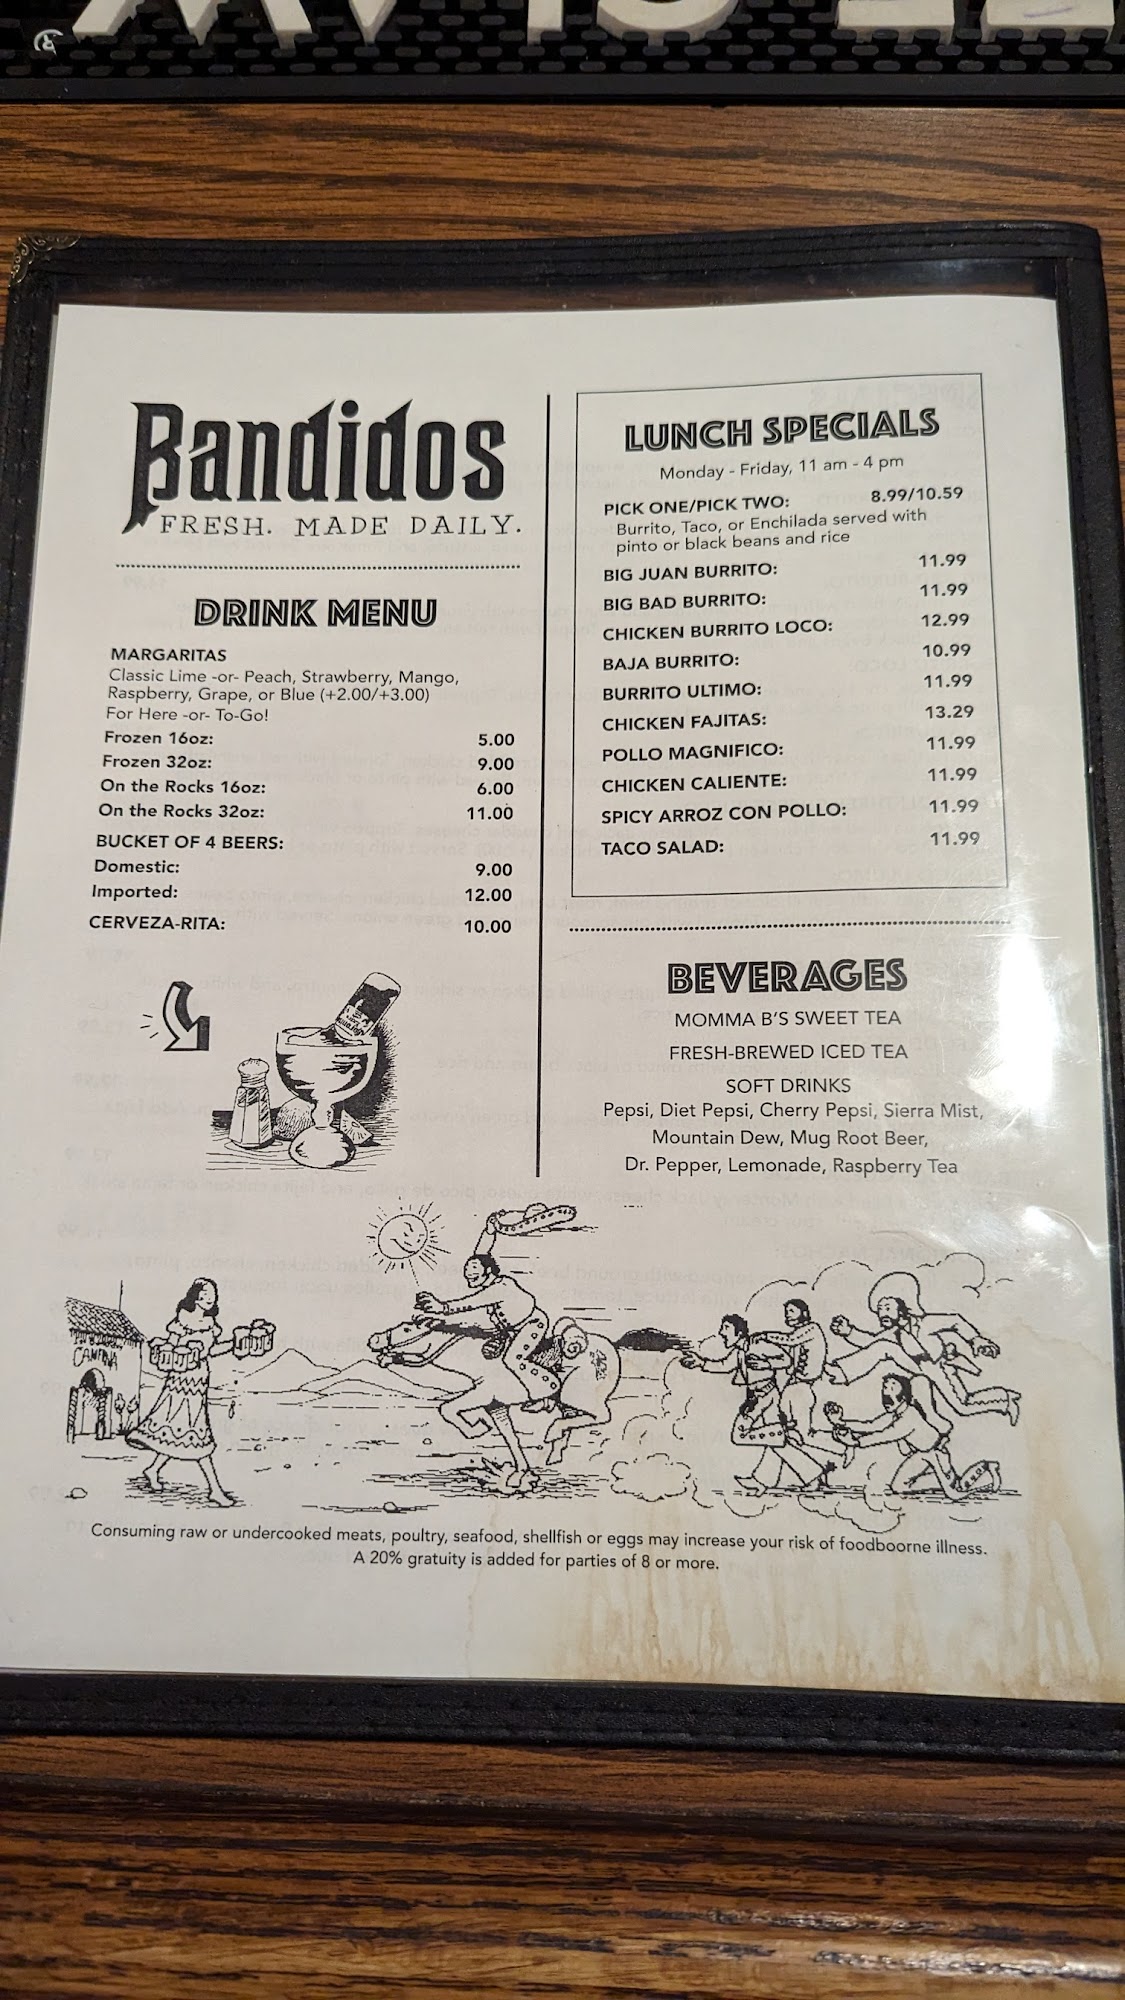 Bandidos
FRESH. MADE DAILY.
DRINK MENU
MARGARITAS
Classic Lime -or- Peach, Strawberry, Mango,
Raspberry, Grape, or Blue (+2.00/+3.00)
For Here -or- To-Go!
Frozen 16oz: 5.00
Frozen 32oz: 9.00
On the Rocks 16oz: 6.00
On the Rocks 32oz: 11.00
BUCKET OF 4 BEERS:
Domestic: 9.00
Imported: 12.00
CERVEZA-RITA: 10.00
LUNCH SPECIALS
Monday - Friday, 11 am - 4 pm
PICK ONE/PICK TWO: 8.99/10.59
Burrito, Taco, or Enchilada served with
pinto or black beans and rice
BIG JUAN BURRITO: 11.99
BIG BAD BURRITO: 11.99
CHICKEN BURRITO LOCO: 12.99
BAJA BURRITO: 10.99
BURRITO ULTIMO: 11.99
CHICKEN FAJITAS: 13.29
POLLO MAGNIFICO: 11.99
CHICKEN CALIENTE: 11.99
SPICY ARROZ CON POLLO: 11.99
TACO SALAD: 11.99
BEVERAGES
MOMMA B'S SWEET TEA
FRESH-BREWED ICED TEA
SOFT DRINKS
Pepsi, Diet Pepsi, Cherry Pepsi, Sierra Mist,
Mountain Dew, Mug Root Beer,
Dr. Pepper, Lemonade, Raspberry Tea
CANTINA
Consuming raw or undercooked meats, poultry, seafood, shellfish or eggs may increase your risk of foodboorne illness.
A 20% gratuity is added for parties of 8 or more.